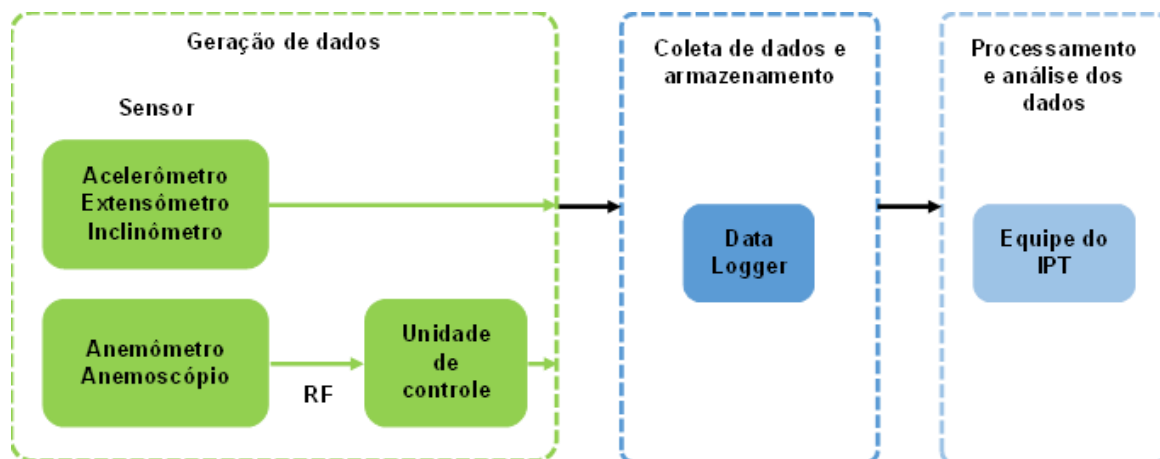 Geração de dados
Sensor
Acelerômetro
Extensômetro
Inclinômetro
Anemômetro
Anemoscópio
RF
Unidade
de
controle
Coleta de dados e
armazenamento
Data
Logger
Processamento
e análise dos
dados
Equipe do
IPT